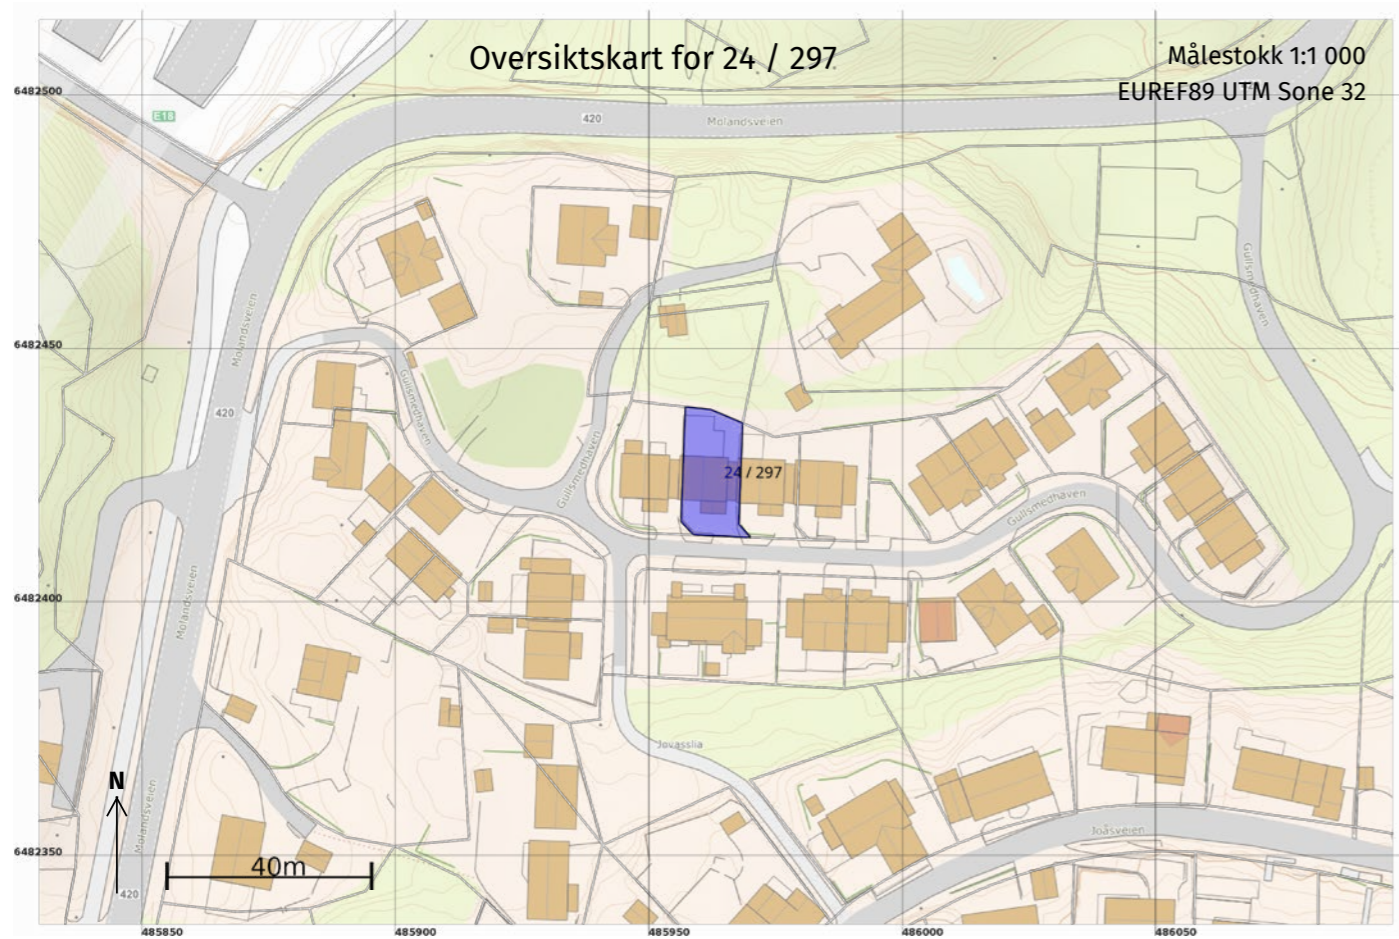 Oversiktskart for 24 / 297
Målestokk 1:1 000
EUREF89 UTM Sone 32
6482500
E18
420
Molandsveien
Gullsmedhaven
Molandsveien
6482450
Gullsmedhaven
420
Gullsmedhaven
24 / 297
Gullsmedhaven
Molandsveien
6482400
Jovasslia
N
Molandsveien
Joåsveien
6482350
40m
420
485850
485900
485950
486000
486050